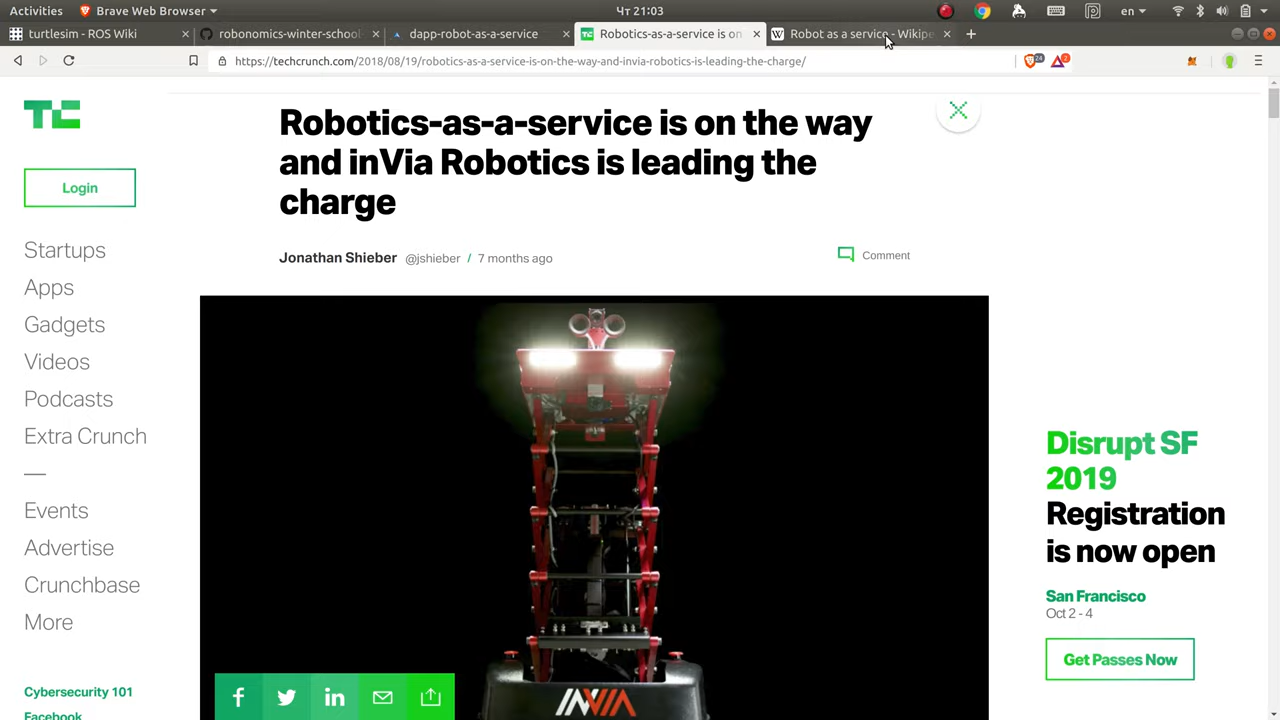 Activities
Brave Web Browser
Чт 21:03
en
turtlesim - ROS Wiki
robonomics-winter-school
dapp-robot-as-a-service
Robotics-as-a-service is on
Robot as a service - Wikipe
https://techcrunch.com/2018/08/19/robotics-as-a-service-is-on-the-way-and-invia-robotics-is-leading-the-charge/
24
2
TC
Login
Startups
Apps
Gadgets
Videos
Podcasts
Extra Crunch
—
Events
Advertise
Crunchbase
More
Cybersecurity 101
Facebook
Robotics-as-a-service is on the way
and inVia Robotics is leading the
charge
Jonathan Shieber @jshieber / 7 months ago
Comment
INVIA
Disrupt SF
2019
Registration
is now open
San Francisco
Oct 2 - 4
Get Passes Now